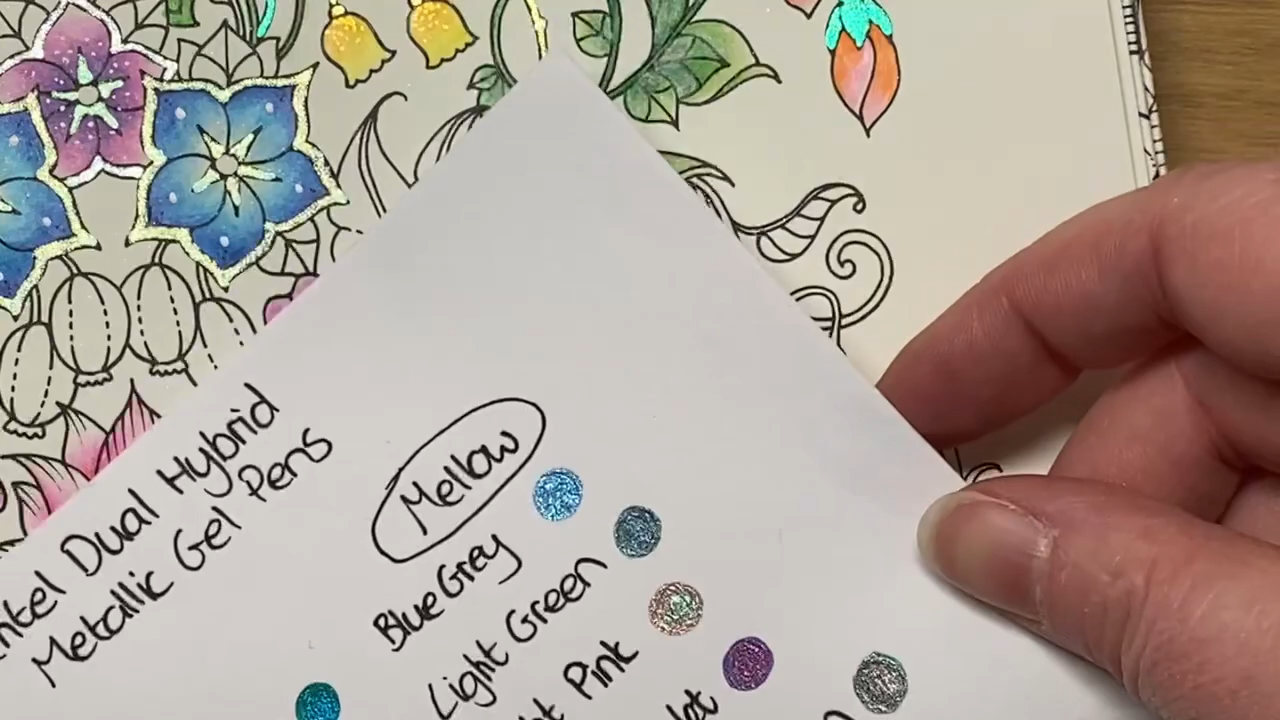 Dual Hybrid
Metallic Gel Pens
Mellow
Blue Grey
Light Green
Pink